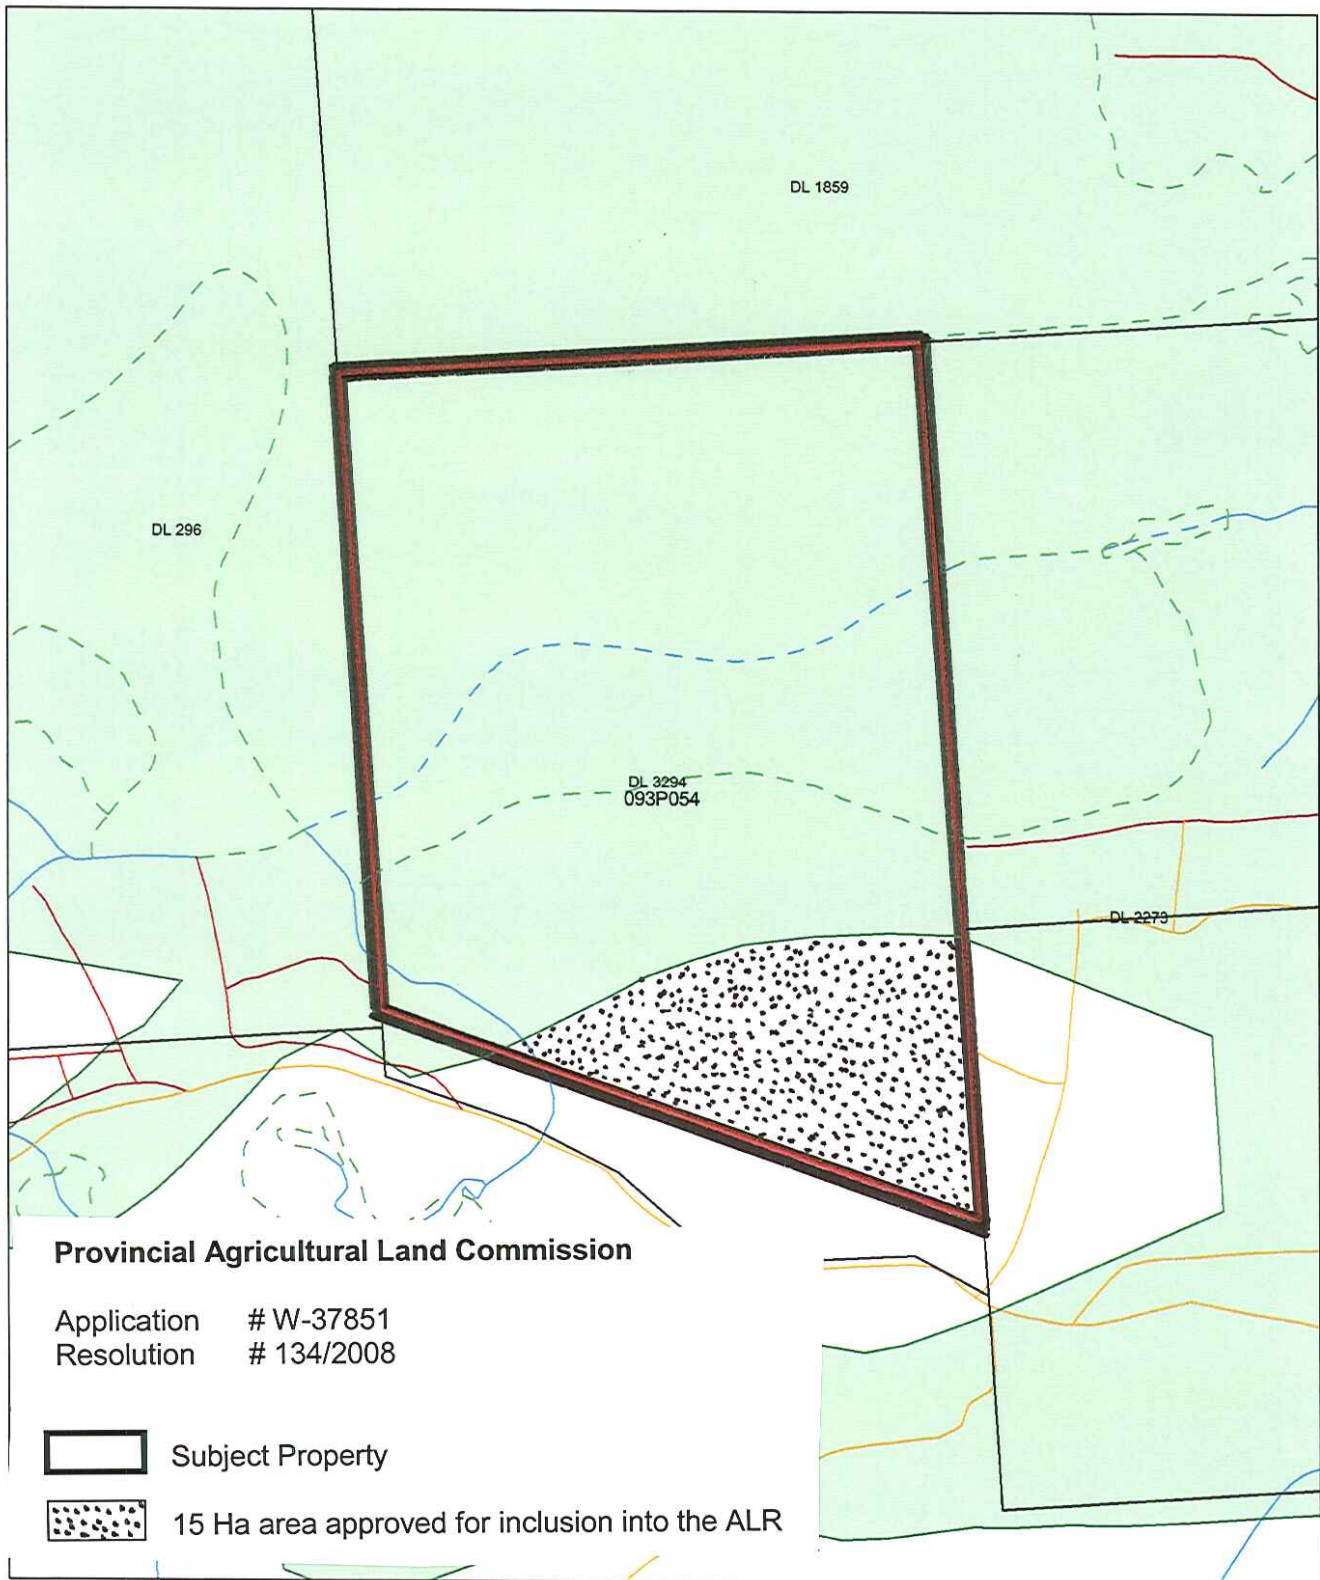 DL 1859
DL 296
DL 3294
093P054
DL 2273
Provincial Agricultural Land Commission
Application # W-37851
Resolution # 134/2008
Subject Property
15 Ha area approved for inclusion into the ALR